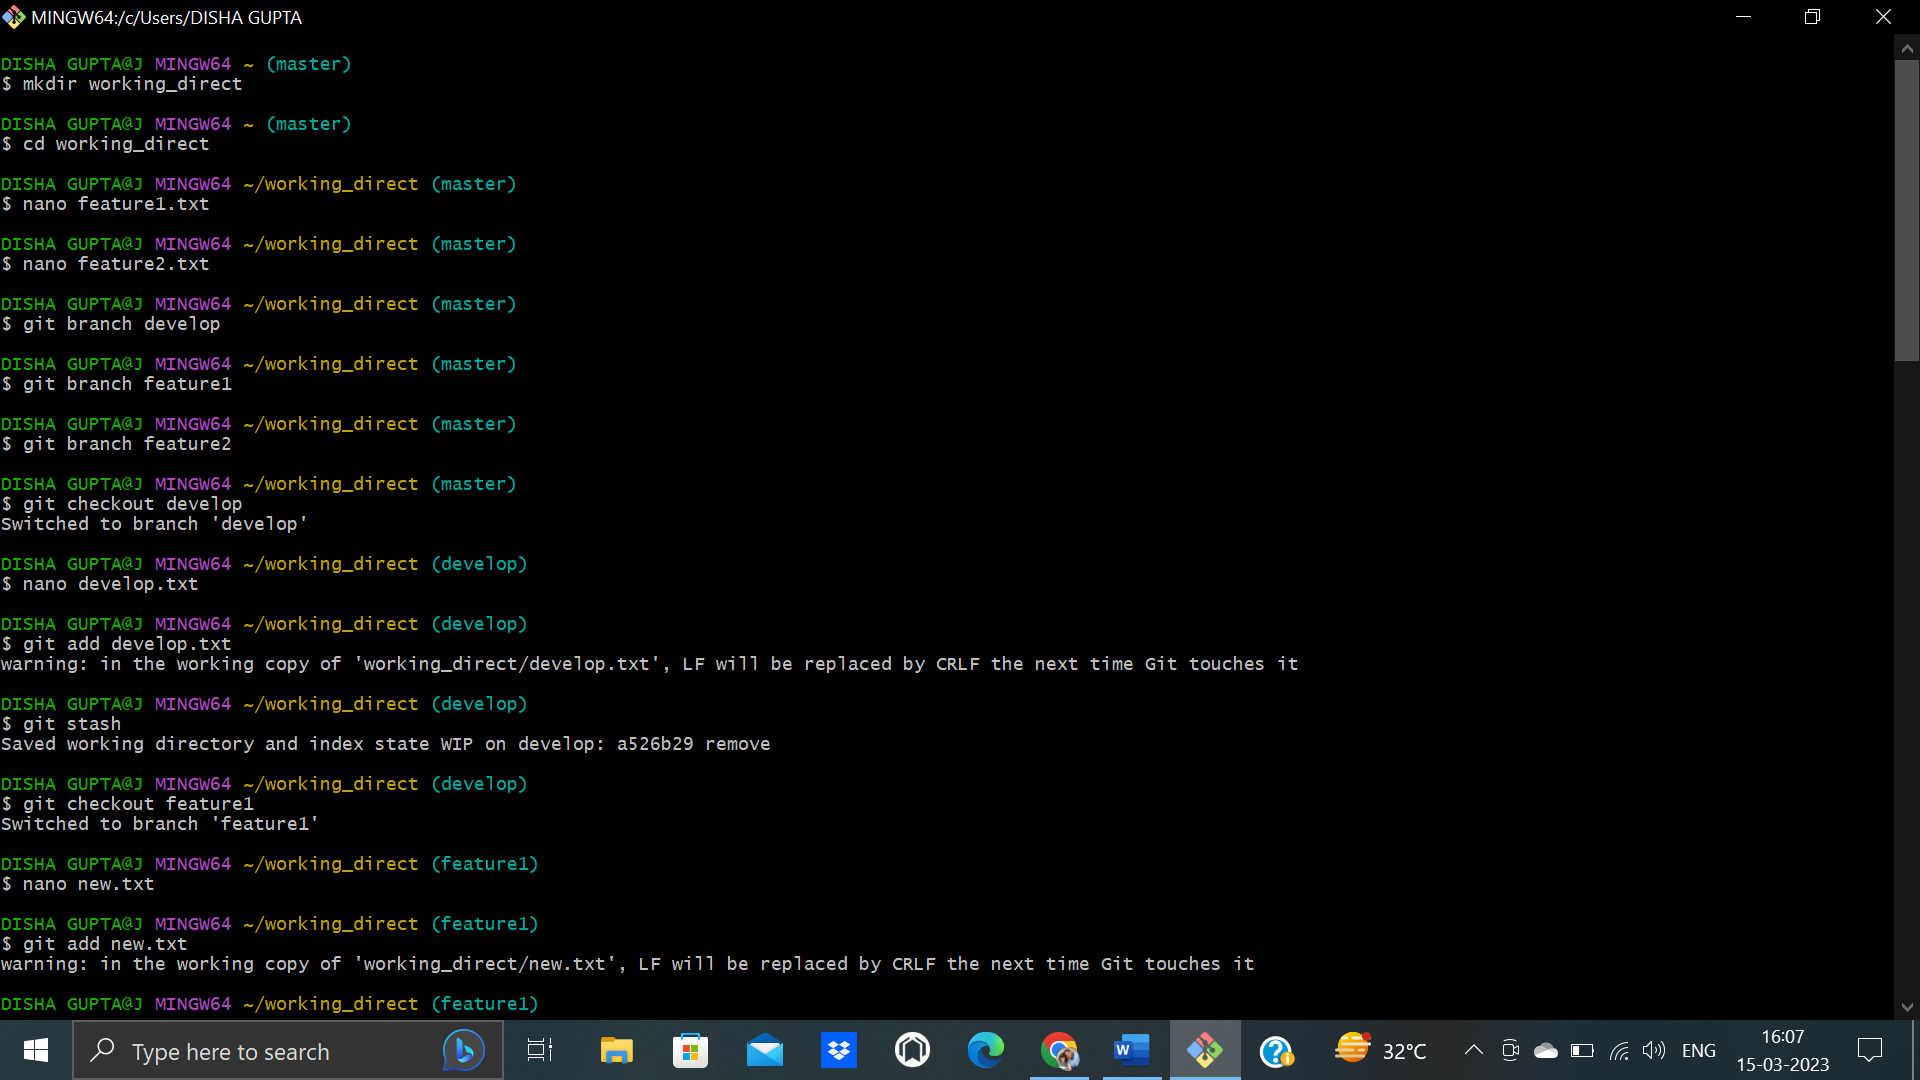 MINGW64:/c/Users/DISHA GUPTA
DISHA GUPTA@J MINGW64 ~ (master)
$ mkdir working_direct
DISHA GUPTA@J MINGW64 ~ (master)
$ cd working_direct
DISHA GUPTA@J MINGW64 ~/working_direct (master)
$ nano feature1.txt
DISHA GUPTA@J MINGW64 ~/working_direct (master)
$ nano feature2.txt
DISHA GUPTA@J MINGW64 ~/working_direct (master)
$ git branch develop
DISHA GUPTA@J MINGW64 ~/working_direct (master)
$ git branch feature1
DISHA GUPTA@J MINGW64 ~/working_direct (master)
$ git branch feature2
DISHA GUPTA@J MINGW64 ~/working_direct (master)
$ git checkout develop
Switched to branch 'develop'
DISHA GUPTA@J MINGW64 ~/working_direct (develop)
$ nano develop.txt
DISHA GUPTA@J MINGW64 ~/working_direct (develop)
$ git add develop.txt
warning: in the working copy of 'working_direct/develop.txt', LF will be replaced by CRLF the next time Git touches it
DISHA GUPTA@J MINGW64 ~/working_direct (develop)
$ git stash
Saved working directory and index state WIP on develop: a526b29 remove
DISHA GUPTA@J MINGW64 ~/working_direct (develop)
$ git checkout feature1
Switched to branch 'feature1'
DISHA GUPTA@J MINGW64 ~/working_direct (feature1)
$ nano new.txt
DISHA GUPTA@J MINGW64 ~/working_direct (feature1)
$ git add new.txt
warning: in the working copy of 'working_direct/new.txt', LF will be replaced by CRLF the next time Git touches it
DISHA GUPTA@J MINGW64 ~/working_direct (feature1)
Type here to search
32°C
ENG
16:07
15-03-2023